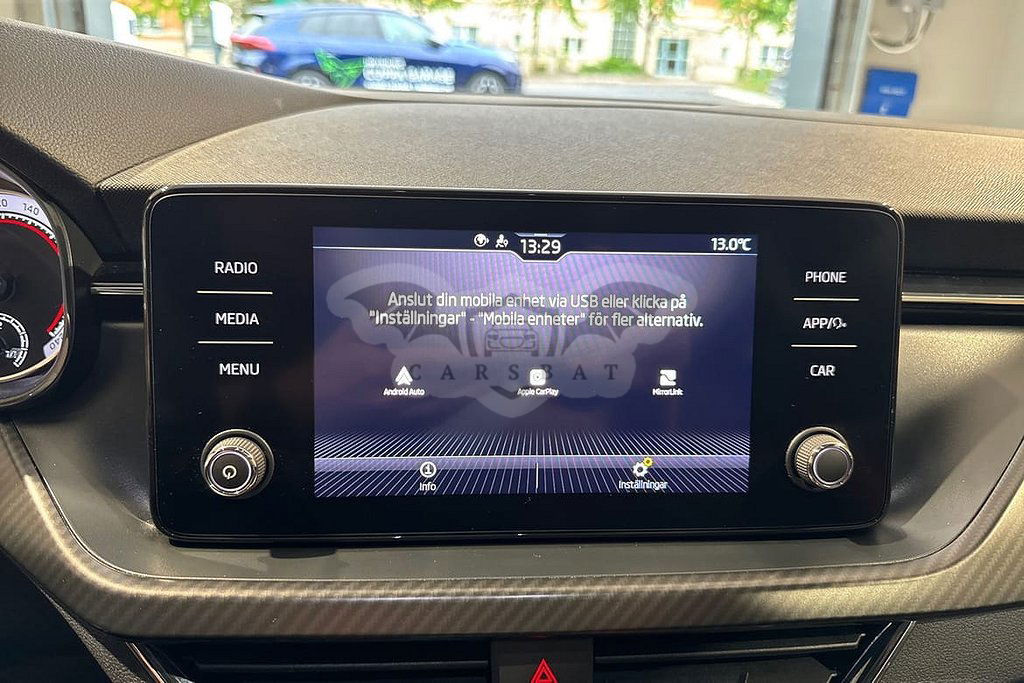 20 140
RADIO
MEDIA
MENU
13:29
13.0°C
Anslut din mobila enhet via USB eller klicka på
"Inställningar" - "Mobila enheter" för fler alternativ.
CARSBAT
Android Auto
Apple CarPlay
MirrorLink
Info
Inställningar
PHONE
APP/
CAR